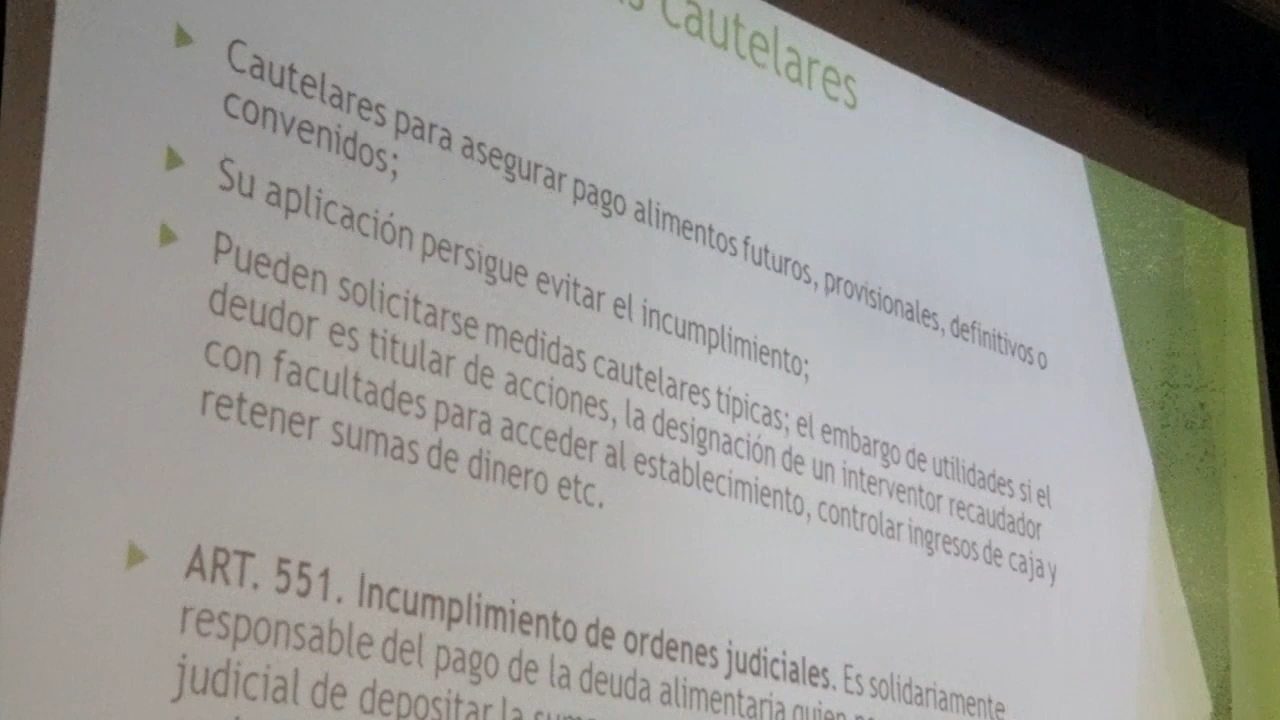 Cautelares
Cautelares para asegurar pago alimentos futuros, provisionales, definitivos o
convenidos;
Su aplicación persigue evitar el incumplimiento;
Pueden solicitarse medidas cautelares típicas; el embargo de utilidades si el
deudor es titular de acciones, la designación de un interventor recaudador
con facultades para acceder al establecimiento, controlar ingresos de caja y
retener sumas de dinero etc.
ART. 551. Incumplimiento de ordenes judiciales. Es solidariamente
responsable del pago de la deuda alimentaria quien
judicial de depositar la